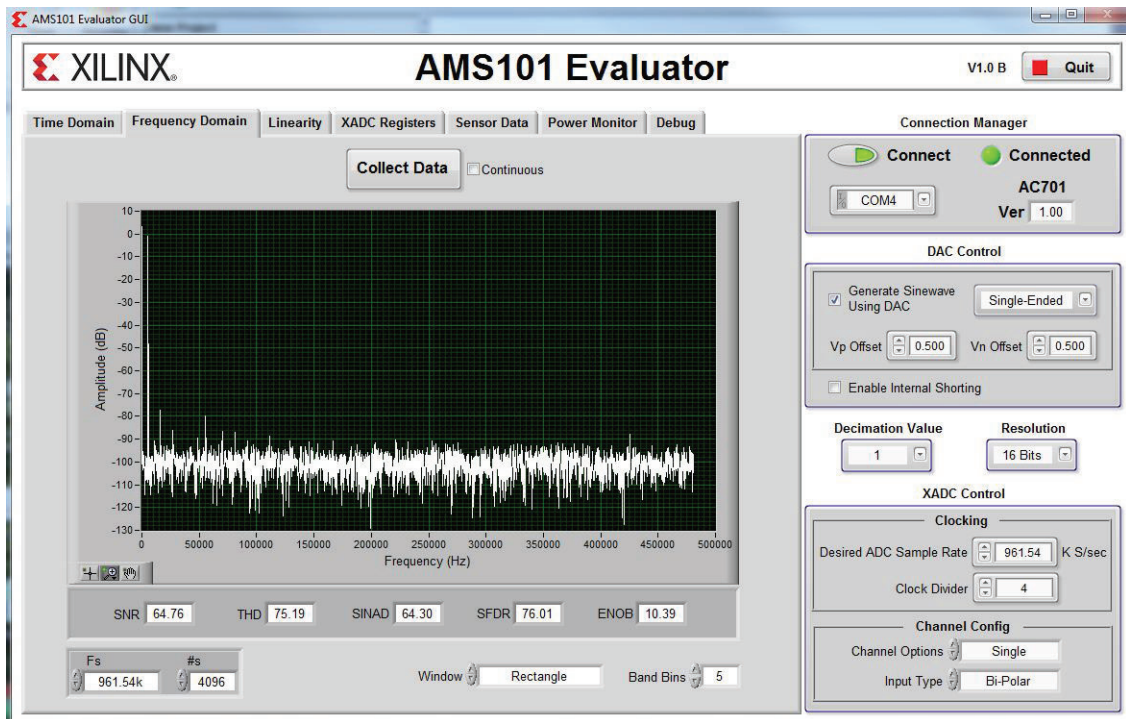 AMS101 Evaluator GUI
XILINX®
AMS101 Evaluator
V1.0 B
Quit
Time Domain
Frequency Domain
Linearity
XADC Registers
Sensor Data
Power Monitor
Debug
Collect Data
Continuous
10
0
-10
-20
-30
-40
-50
-60
-70
-80
-90
-100
-110
-120
-130
Amplitude (dB)
0 50000 100000 150000 200000 250000 300000 350000 400000 450000 500000
Frequency (Hz)
SNR 64.76 THD 75.19 SINAD 64.30 SFDR 76.01 ENOB 10.39
Fs #s
961.54k 4096
Window Rectangle
Band Bins 5
Connection Manager
Connect
Connected
COM4
AC701
Ver 1.00
DAC Control
Generate Sinewave
Using DAC
Single-Ended
Vp Offset 0.500 Vn Offset 0.500
Enable Internal Shorting
Decimation Value
1
Resolution
16 Bits
XADC Control
Clocking
Desired ADC Sample Rate 961.54 K S/sec
Clock Divider 4
Channel Config
Channel Options Single
Input Type Bi-Polar